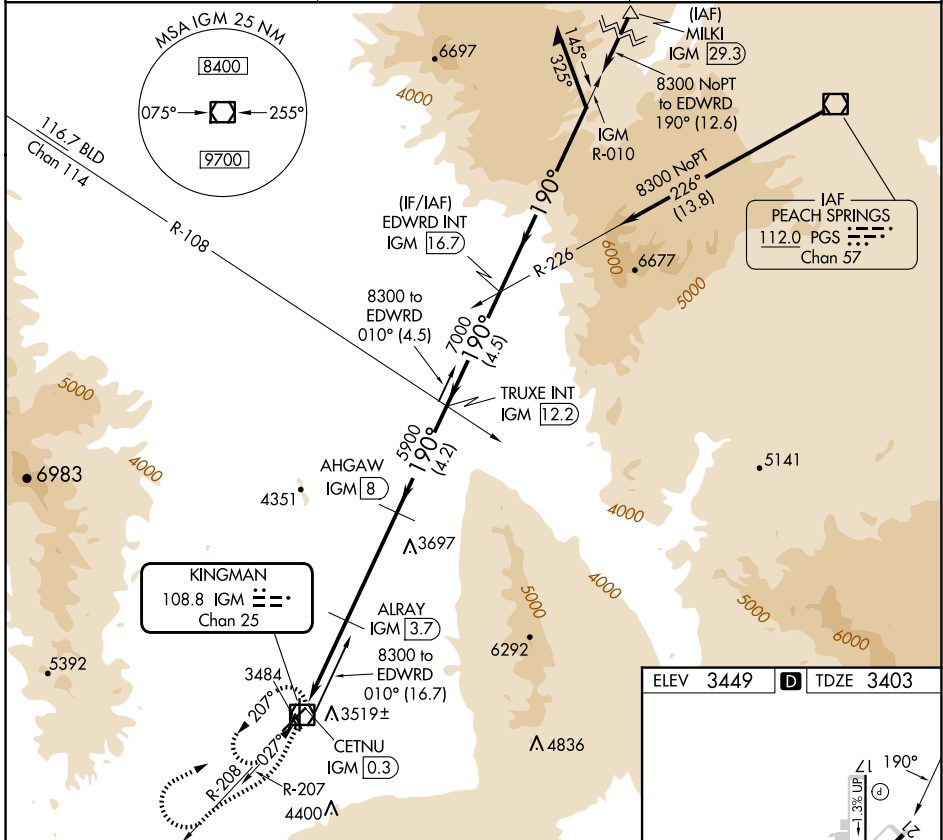 MSA IGM 25 NM
8400
075°
255°
9700
6697
4000
145°
325°
(IAF)
MILKI
IGM 29.3
8300 NoPT
to EDWRD
190° (12.6)
IGM
R-010
116.7 BLD
Chan 114
R-108
190°
8300 NoPT
226°
(13.8)
IAF
PEACH SPRINGS
112.0 PGS
Chan 57
(IF/IAF)
EDWRD INT
IGM 16.7
R-226
6000
6677
5000
8300 to
EDWRD
010° (4.5)
7000
190°
(4.5)
TRUXE INT
IGM 12.2
5000
5900
190°
(4.2)
6983
4000
AHGAW
IGM 8
4351
5141
4000
3697
KINGMAN
108.8 IGM
Chan 25
ALRAY
IGM 3.7
5000
4000
5000
6000
5392
8300 to
EDWRD
010° (16.7)
6292
3484
207°
3519±
027°
CETNU
IGM 0.3
R-208
R-207
4400
4836
ELEV 3449
D
TDZE 3403
17
190°
1.3% UP
P
21